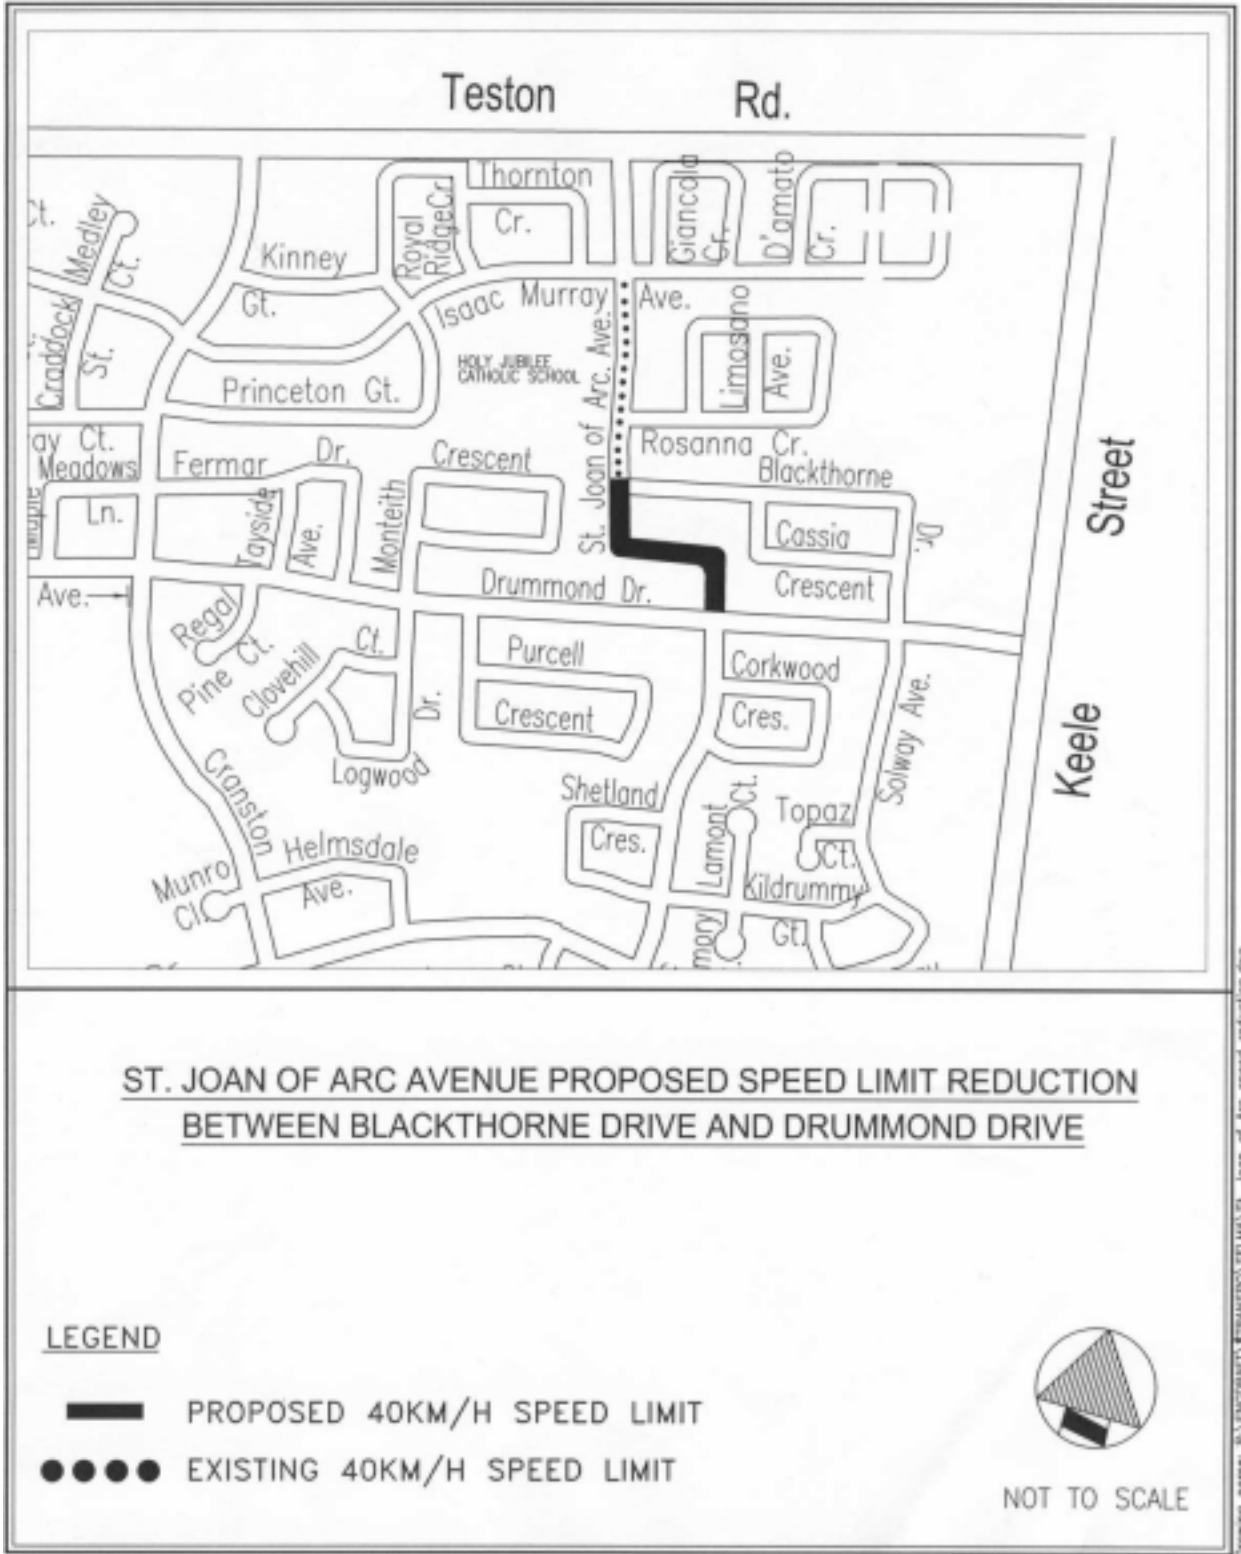 Teston Rd.
Thornton
Cr.
Royal
RidgeCr.
Giancola
Cr.
D'amato
Cr.
Ct.
Medley
Ct.
Kinney
Gt.
Isaac Murray Ave.
Craddock
St.
HOLY JUBILEE
CATHOLIC SCHOOL
St. Joan of Arc. Ave.
Limosano
Ave.
Princeton Gt.
Rosanna Cr.
ay Ct.
Meadows
Ln.
Fermar Dr.
Crescent
Blackthorne
Dr.
Tayside
Ave.
Monteith
Cassia
Crescent
Street
Keele
Ave.
Drummond Dr.
Regal
Pine Ct.
Clovehill
Ct.
Dr.
Purcell
Crescent
Corkwood
Cres.
Solway Ave.
Logwood
Cranston
Shetland
Cres.
Lamont
Ct.
Topaz
Ct.
Helmsdale
Ave.
Munro
Cl.
Kildrummy
Gt.
mory
ST. JOAN OF ARC AVENUE PROPOSED SPEED LIMIT REDUCTION
BETWEEN BLACKTHORNE DRIVE AND DRUMMOND DRIVE
LEGEND
PROPOSED 40KM/H SPEED LIMIT
EXISTING 40KM/H SPEED LIMIT
NOT TO SCALE